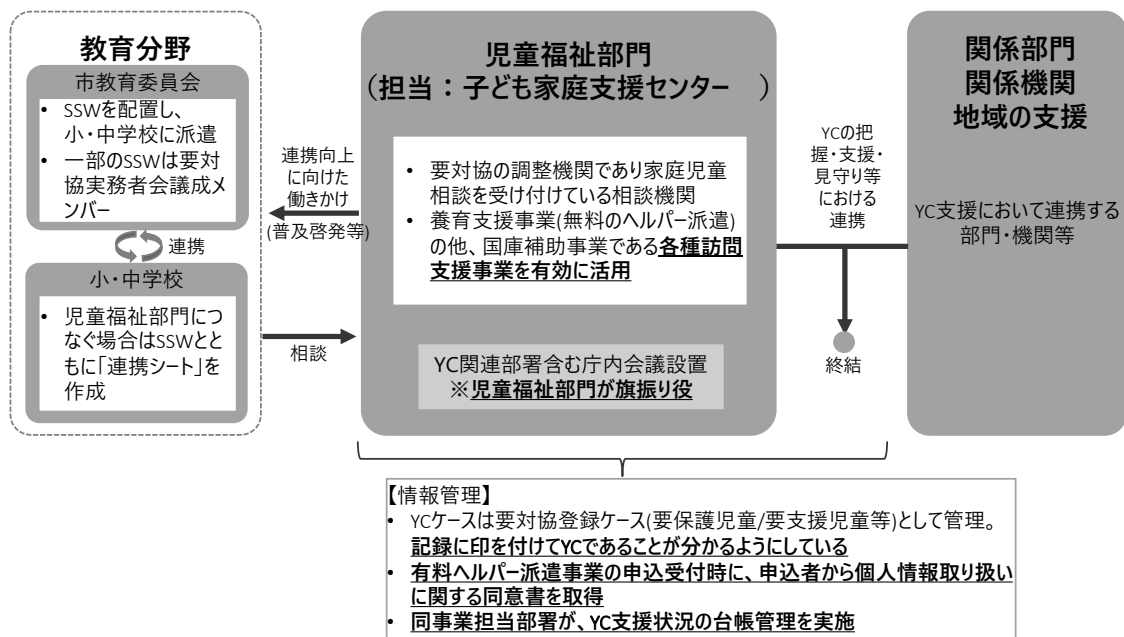 教育分野
市教育委員会
• SSWを配置し、
小・中学校に派遣
• 一部のSSWは要対
協実務者会議成メ
ンバー
連携
小・中学校
• 児童福祉部門につ
なぐ場合はSSWとと
もに「連携シート」を
作成
連携向上
に向けた
働きかけ
(普及啓発等)
相談
児童福祉部門
（担当：子ども家庭支援センター　）
• 要対協の調整機関であり家庭児童
相談を受け付けている相談機関
• 養育支援事業(無料のヘルパー派遣)
の他、国庫補助事業である各種訪問
支援事業を有効に活用
YC関連部署含む庁内会議設置
※児童福祉部門が旗振り役
YCの把
握・支援・
見守り等
における
連携
終結
関係部門
関係機関
地域の支援
YC支援において連携する
部門・機関等
【情報管理】
• YCケースは要対協登録ケース(要保護児童/要支援児童等)として管理。
記録に印を付けてYCであることが分かるようにしている
• 有料ヘルパー派遣事業の申込受付時に、申込者から個人情報取り扱い
に関する同意書を取得
• 同事業担当部署が、YC支援状況の台帳管理を実施